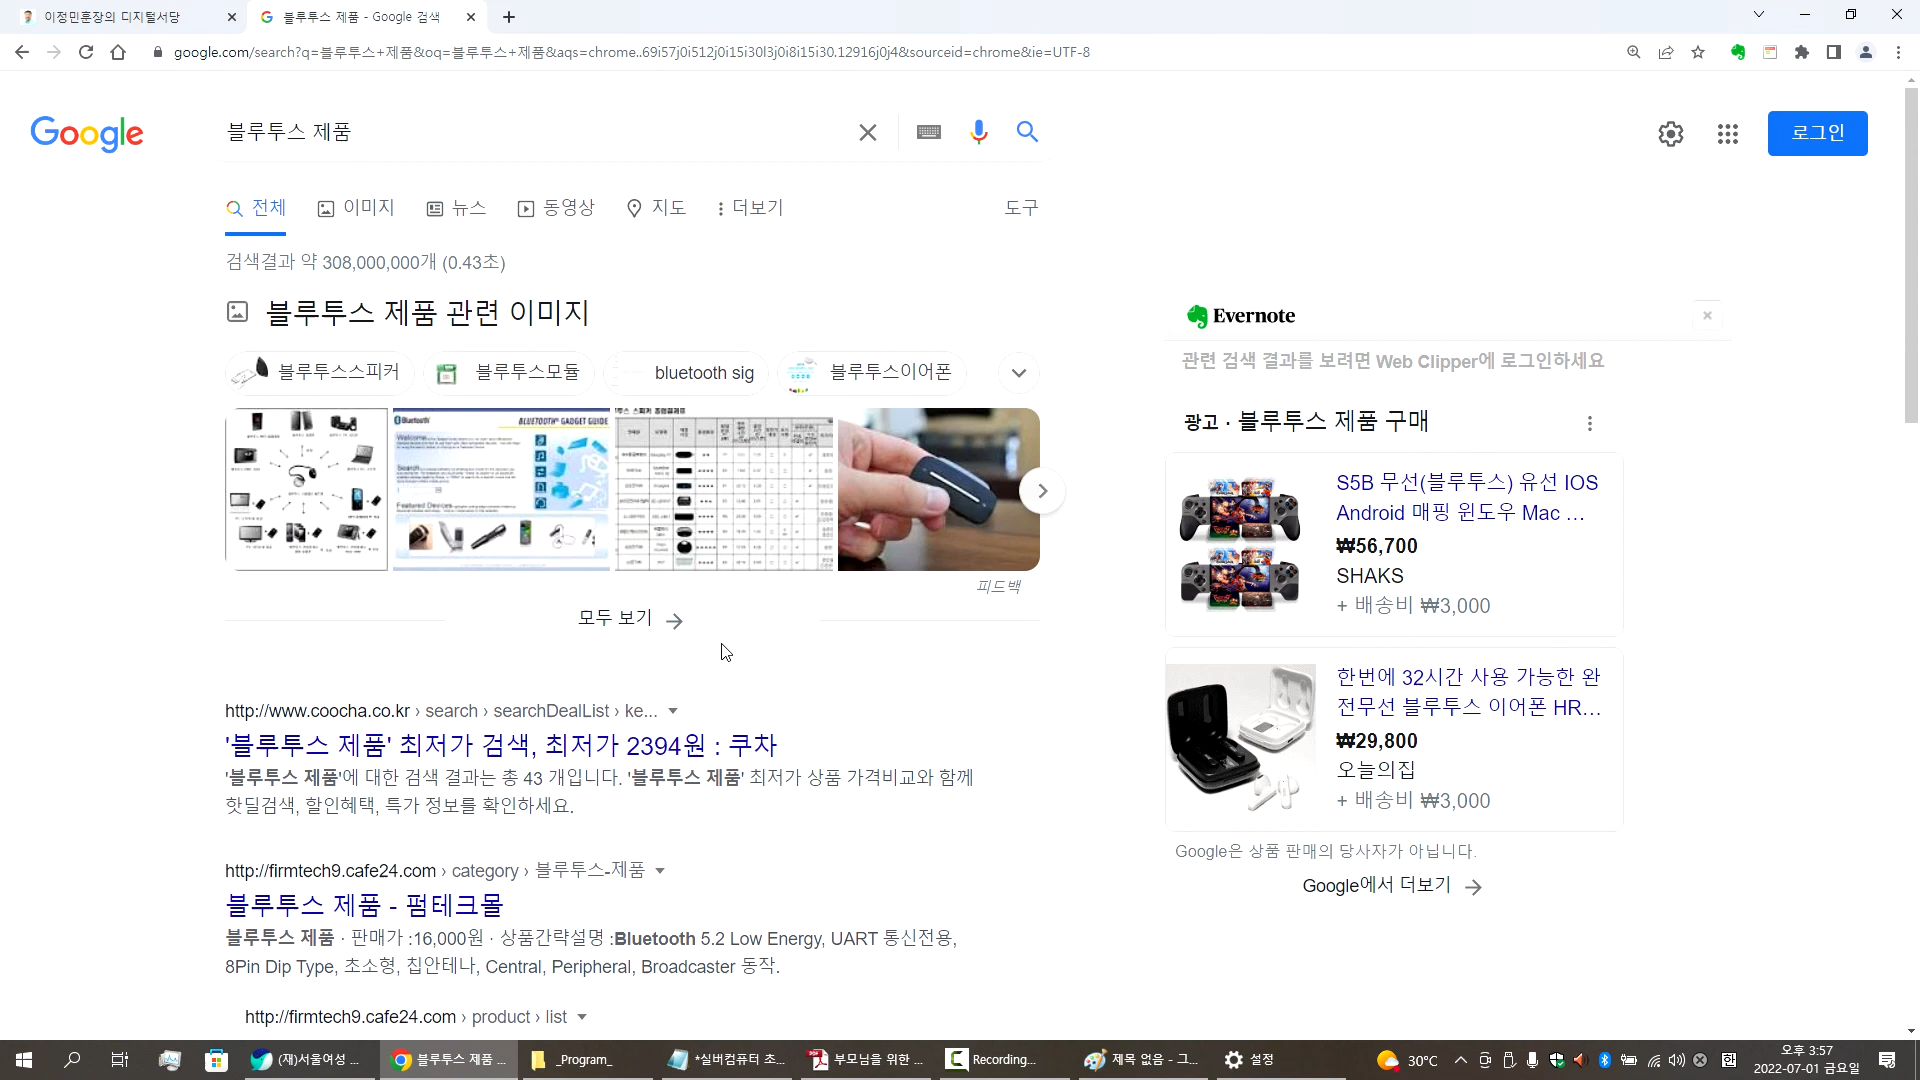 이정민훈장의 디지털서당
블루투스 제품 - Google 검색
google.com/search?q=블루투스+제품&oq=블루투스+제품&aqs=chrome..69i57j0i512j0i15i30l3j0i8i15i30.12916j0j4&sourceid=chrome&ie=UTF-8
Google
블루투스 제품
로그인
전체
이미지
뉴스
동영상
지도
더보기
도구
검색결과 약 308,000,000개 (0.43초)
블루투스 제품 관련 이미지
블루투스스피커
블루투스모듈
bluetooth sig
블루투스이어폰
Bluetooth
BLUETOOTH® GADGET GUIDE
Welcome
Search
Featured Devices
피드백
모두 보기
http://www.coocha.co.kr › search › searchDealList › ke...
'블루투스 제품' 최저가 검색, 최저가 2394원 : 쿠차
'블루투스 제품'에 대한 검색 결과는 총 43 개입니다. '블루투스 제품' 최저가 상품 가격비교와 함께
핫딜검색, 할인혜택, 특가 정보를 확인하세요.
http://firmtech9.cafe24.com › category › 블루투스-제품
블루투스 제품 - 펌테크몰
블루투스 제품 · 판매가 :16,000원 · 상품간략설명 :Bluetooth 5.2 Low Energy, UART 통신전용,
8Pin Dip Type, 초소형, 칩안테나, Central, Peripheral, Broadcaster 동작.
http://firmtech9.cafe24.com › product › list
Evernote
관련 검색 결과를 보려면 Web Clipper에 로그인하세요
광고 · 블루투스 제품 구매
S5B 무선(블루투스) 유선 IOS
Android 매핑 윈도우 Mac ...
₩56,700
SHAKS
+ 배송비 ₩3,000
한번에 32시간 사용 가능한 완
전무선 블루투스 이어폰 HR...
₩29,800
오늘의집
+ 배송비 ₩3,000
Google은 상품 판매의 당사자가 아닙니다.
Google에서 더보기
(재)서울여성 ...
블루투스 제품 ...
_Program_
*실버컴퓨터 초...
부모님을 위한 ...
Recording...
제목 없음 - 그...
설정
30°C
한
오후 3:57
2022-07-01 금요일